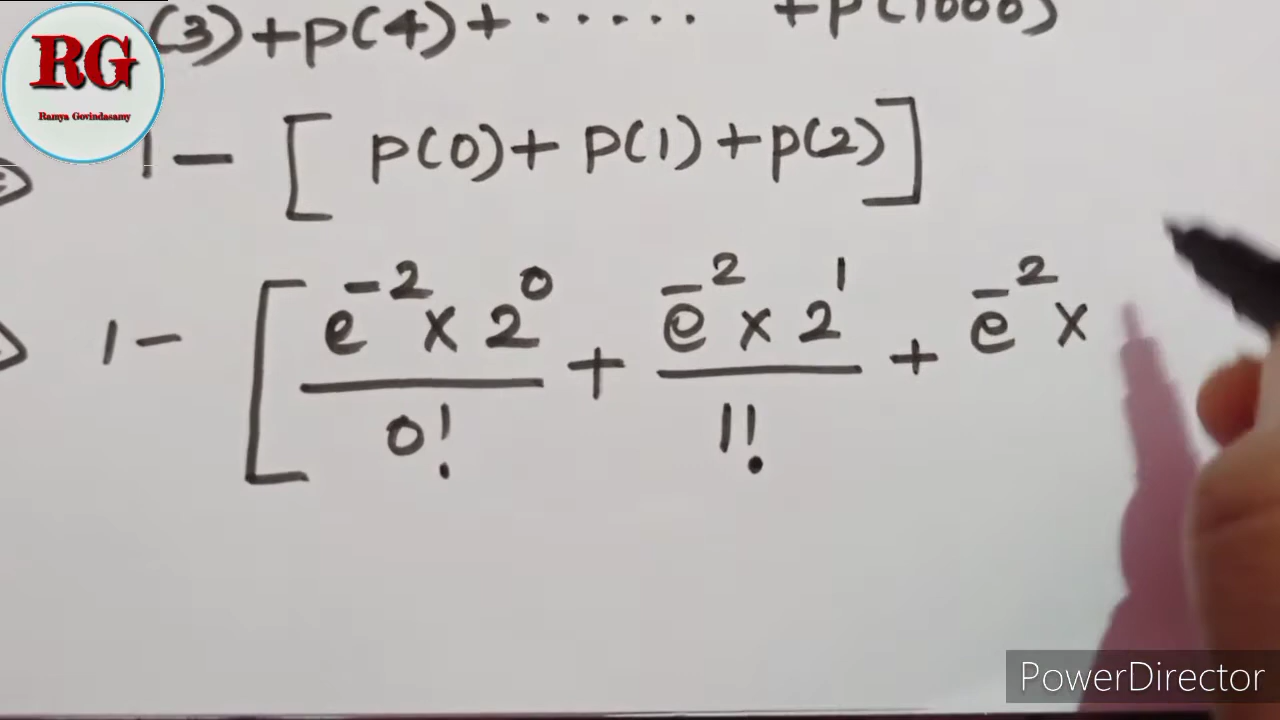 (3)+p(4)+...... +p(1000)
RG
Ramya Govindasamy
1 - [ p(0)+ p(1)+p(2)]
1 - [ e^-2 x 2^0 / 0! + e^-2 x 2^1 / 1! + e^-2 x
PowerDirector